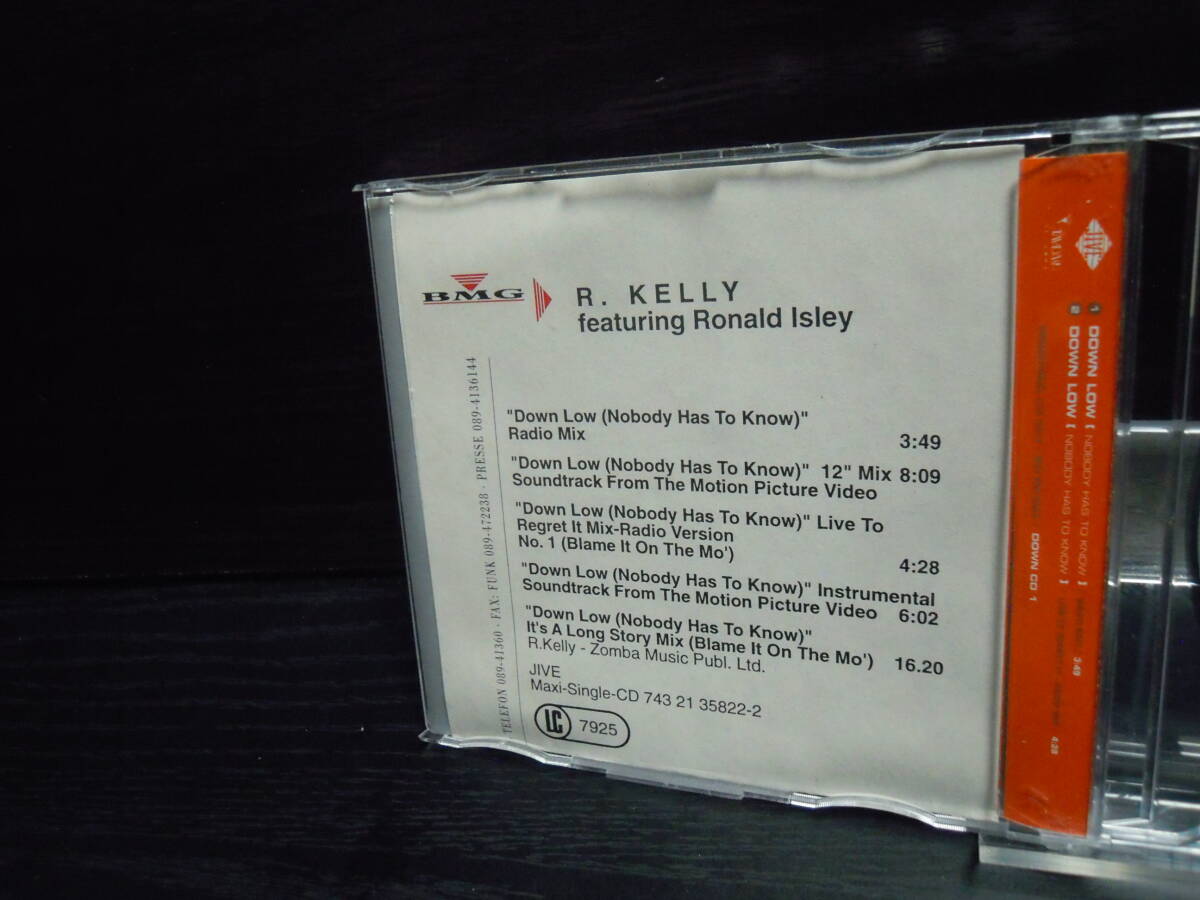 BMG
R. KELLY
featuring Ronald Isley
TELEFON 089-41360 · FAX: FUNK 089-472238 · PRESSE 089-4136144
"Down Low (Nobody Has To Know)"
Radio Mix 3:49
"Down Low (Nobody Has To Know)" 12" Mix 8:09
Soundtrack From The Motion Picture Video
"Down Low (Nobody Has To Know)" Live To
Regret It Mix-Radio Version
No. 1 (Blame It On The Mo') 4:28
"Down Low (Nobody Has To Know)" Instrumental
Soundtrack From The Motion Picture Video 6:02
"Down Low (Nobody Has To Know)"
It's A Long Story Mix (Blame It On The Mo') 16.20
R.Kelly - Zomba Music Publ. Ltd.
JIVE
Maxi-Single-CD 743 21 35822-2
LC 7925
JIVE
1 DOWN LOW [ NOBODY HAS TO KNOW ] 3:49
2 DOWN LOW [ NOBODY HAS TO KNOW ] 4:28
DOWN CD 1